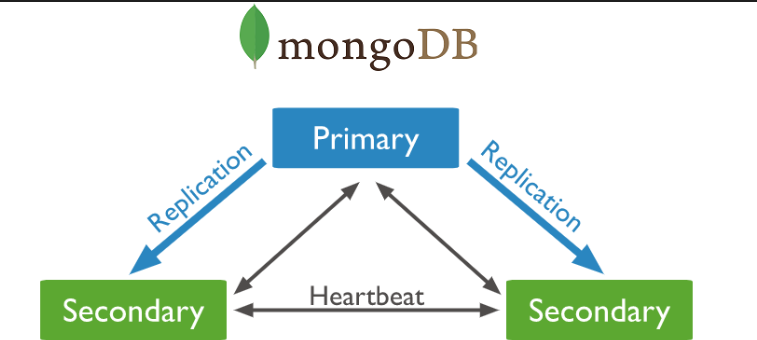 mongoDB
Primary
Replication
Replication
Heartbeat
Secondary
Secondary